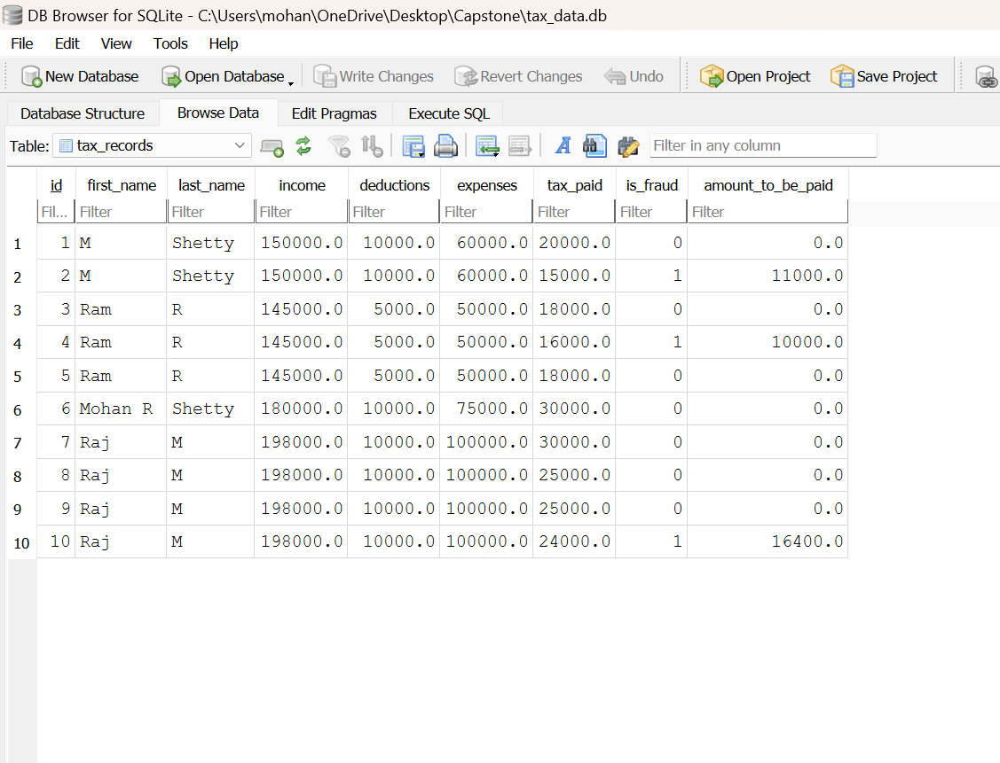 DB Browser for SQLite - C:\Users\mohan\OneDrive\Desktop\Capstone\tax_data.db
File Edit View Tools Help
New Database Open Database Write Changes Revert Changes Undo Open Project Save Project
Database Structure Browse Data Edit Pragmas Execute SQL
Table: tax_records Filter in any column
id first_name last_name income deductions expenses tax_paid is_fraud amount_to_be_paid
Fil... Filter Filter Filter Filter Filter Filter Filter Filter
1 1 M Shetty 150000.0 10000.0 60000.0 20000.0 0 0.0
2 2 M Shetty 150000.0 10000.0 60000.0 15000.0 1 11000.0
3 3 Ram R 145000.0 5000.0 50000.0 18000.0 0 0.0
4 4 Ram R 145000.0 5000.0 50000.0 16000.0 1 10000.0
5 5 Ram R 145000.0 5000.0 50000.0 18000.0 0 0.0
6 6 Mohan R Shetty 180000.0 10000.0 75000.0 30000.0 0 0.0
7 7 Raj M 198000.0 10000.0 100000.0 30000.0 0 0.0
8 8 Raj M 198000.0 10000.0 100000.0 25000.0 0 0.0
9 9 Raj M 198000.0 10000.0 100000.0 25000.0 0 0.0
10 10 Raj M 198000.0 10000.0 100000.0 24000.0 1 16400.0